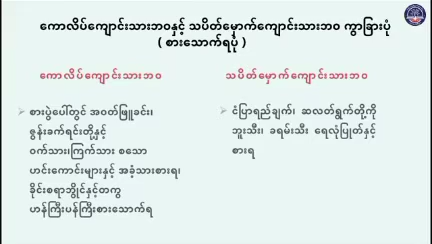 ကောလိပ်ကျောင်းသားဘဝနှင့် သပိတ်မှောက်ကျောင်းသားဘဝ ကွာခြားပုံ
( စားသောက်ရပုံ )
ကောလိပ်ကျောင်းသားဘဝ
စားပွဲပေါ်တွင် အဝတ်ဖြူခင်း၊
ဇွန်းခက်ရင်းတို့နှင့်
ဝက်သား၊ကြက်သား စသော
ဟင်းကောင်းများနှင့် အခံ့သားစားရ၊
ခိုင်းစရာဘွိုင်နှင့်တကွ
ဟန်ကြီးပန်ကြီးစားသောက်ရ
သပိတ်မှောက်ကျောင်းသားဘဝ
ငံပြာရည်ချက်၊ ဆလတ်ရွက်တို့ကို
ဘူးသီး၊ ခရမ်းသီး ရေလုံပြုတ်နှင့်
စားရ